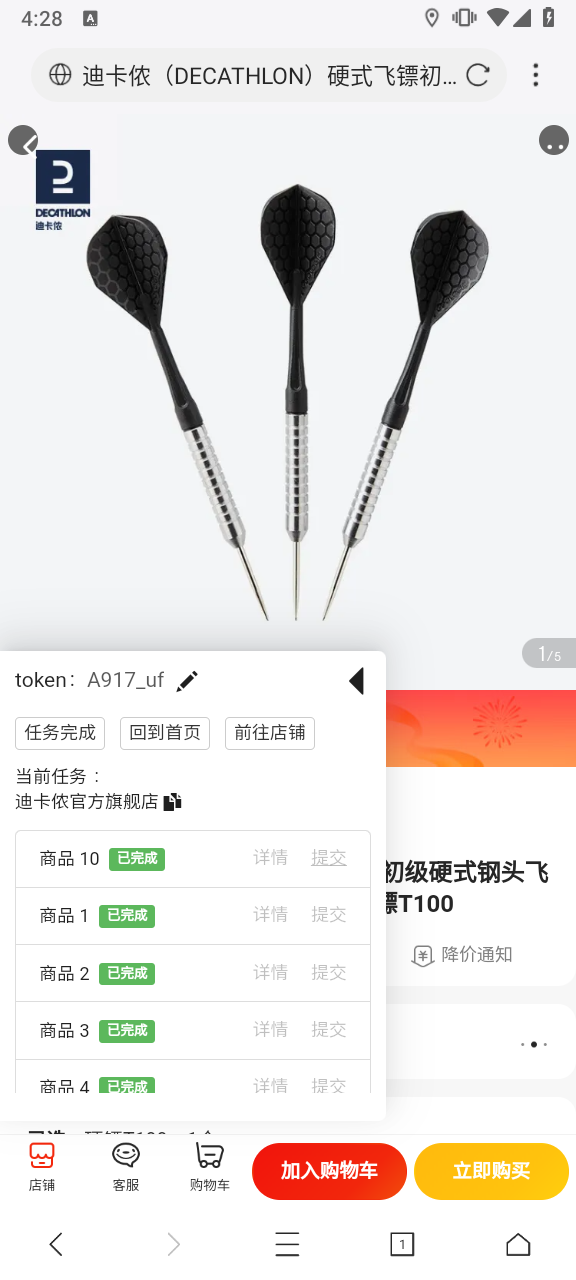 4:28
迪卡侬（DECATHLON）硬式飞镖初...
DECATHLON
迪卡侬
1/5
token： A917_uf
任务完成 回到首页 前往店铺
当前任务：
迪卡侬官方旗舰店
商品 10 已完成 详情 提交
商品 1 已完成 详情 提交
商品 2 已完成 详情 提交
商品 3 已完成 详情 提交
商品 4 已完成 详情 提交
初级硬式钢头飞
镖T100
降价通知
店铺 客服 购物车 加入购物车 立即购买
1